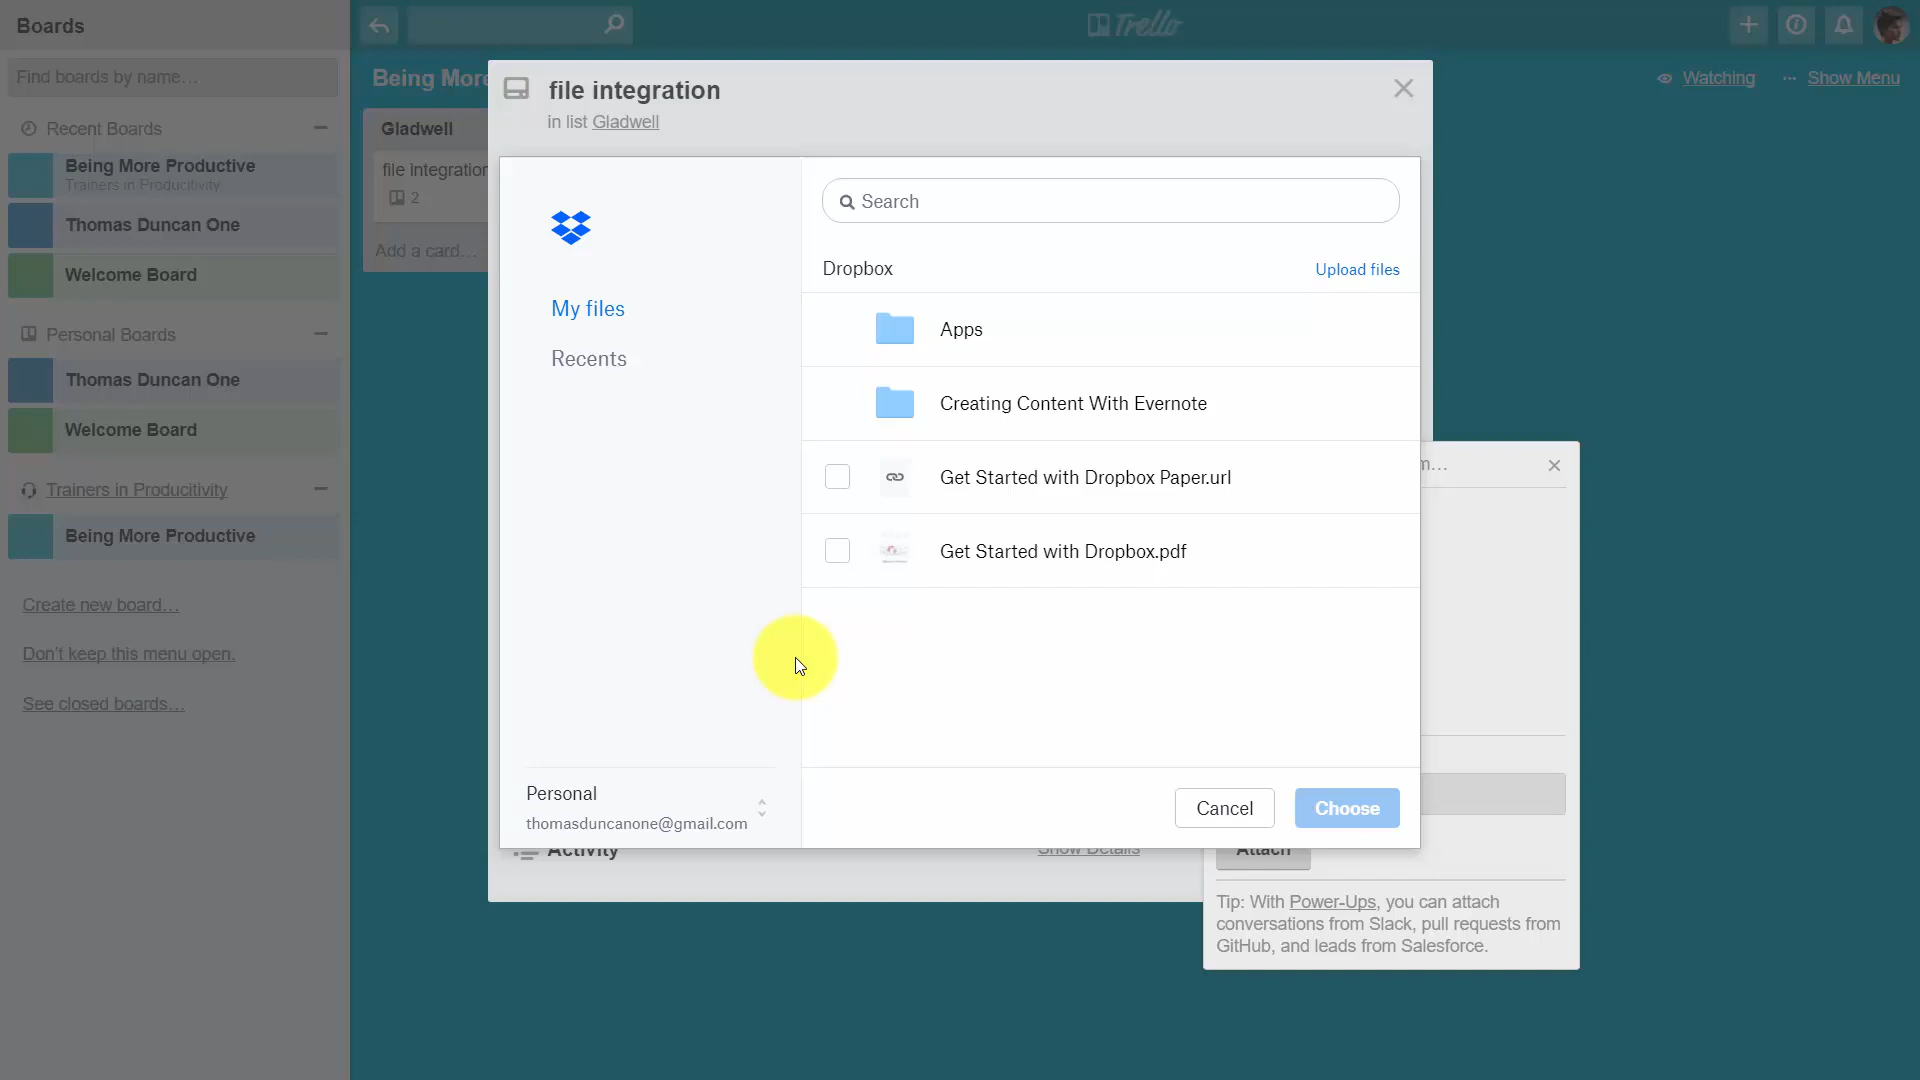 Boards
Find boards by name…
Recent Boards
Being More Productive
Trainers in Producitivity
Thomas Duncan One
Welcome Board
Personal Boards
Thomas Duncan One
Welcome Board
Trainers in Producitivity
Being More Productive
Create new board…
Don't keep this menu open.
See closed boards…
Trello
Being More
Watching
Show Menu
Gladwell
file integration
2
Add a card…
file integration
in list Gladwell
My files
Recents
Personal
thomasduncanone@gmail.com
Search
Dropbox
Upload files
Apps
Creating Content With Evernote
Get Started with Dropbox Paper.url
Get Started with Dropbox.pdf
Cancel
Choose
Activity
Show Details
Attach
Tip: With Power-Ups, you can attach
conversations from Slack, pull requests from
GitHub, and leads from Salesforce.